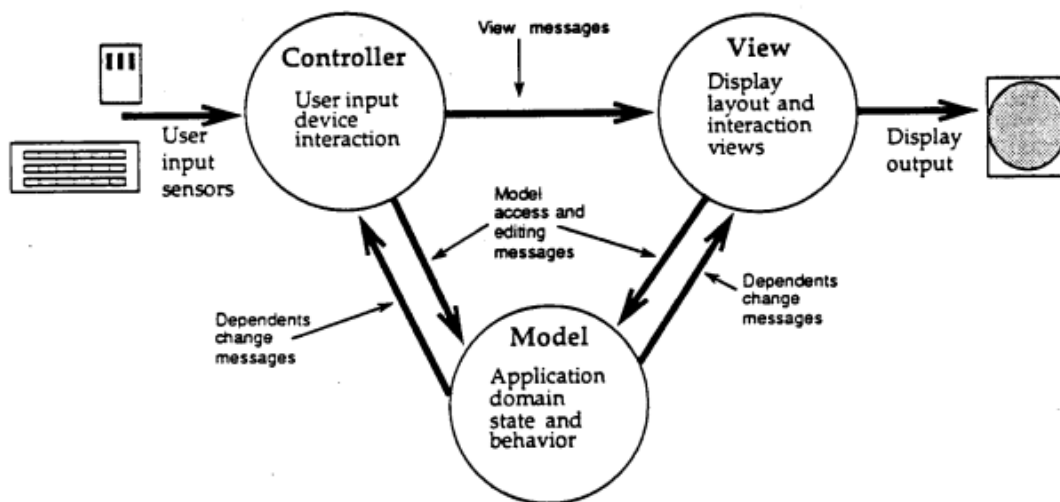 View messages
Controller
User input
device
interaction
View
Display
layout and
interaction
views
User
input
sensors
Display
output
Model
access and
editing
messages
Dependents
change
messages
Dependents
change
messages
Model
Application
domain
state and
behavior